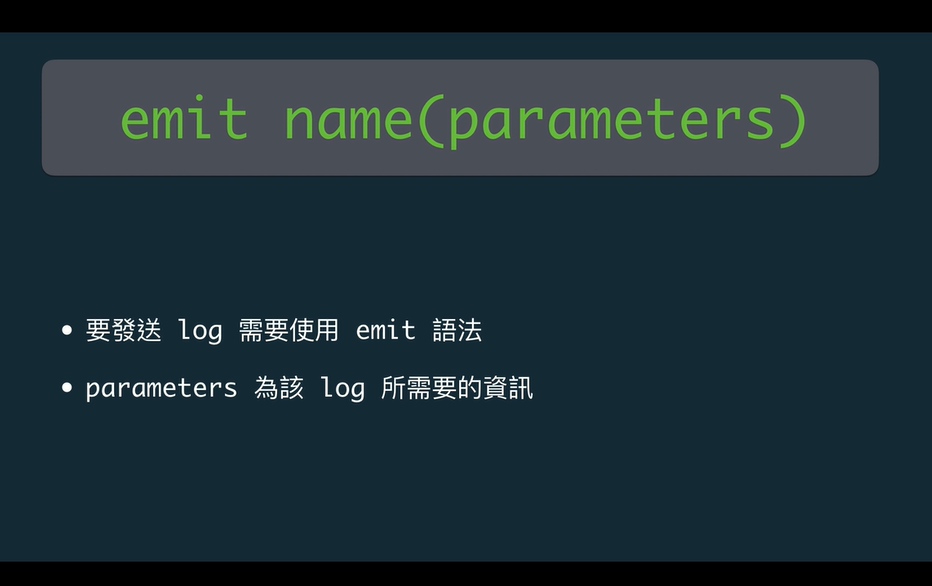 emit name(parameters)
• 要發送 log 需要使用 emit 語法
• parameters 為該 log 所需要的資訊